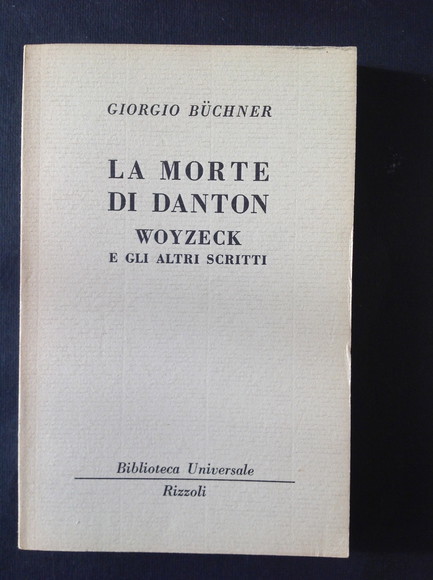 GIORGIO BÜCHNER
LA MORTE
DI DANTON
WOYZECK
E GLI ALTRI SCRITTI
Biblioteca Universale
Rizzoli